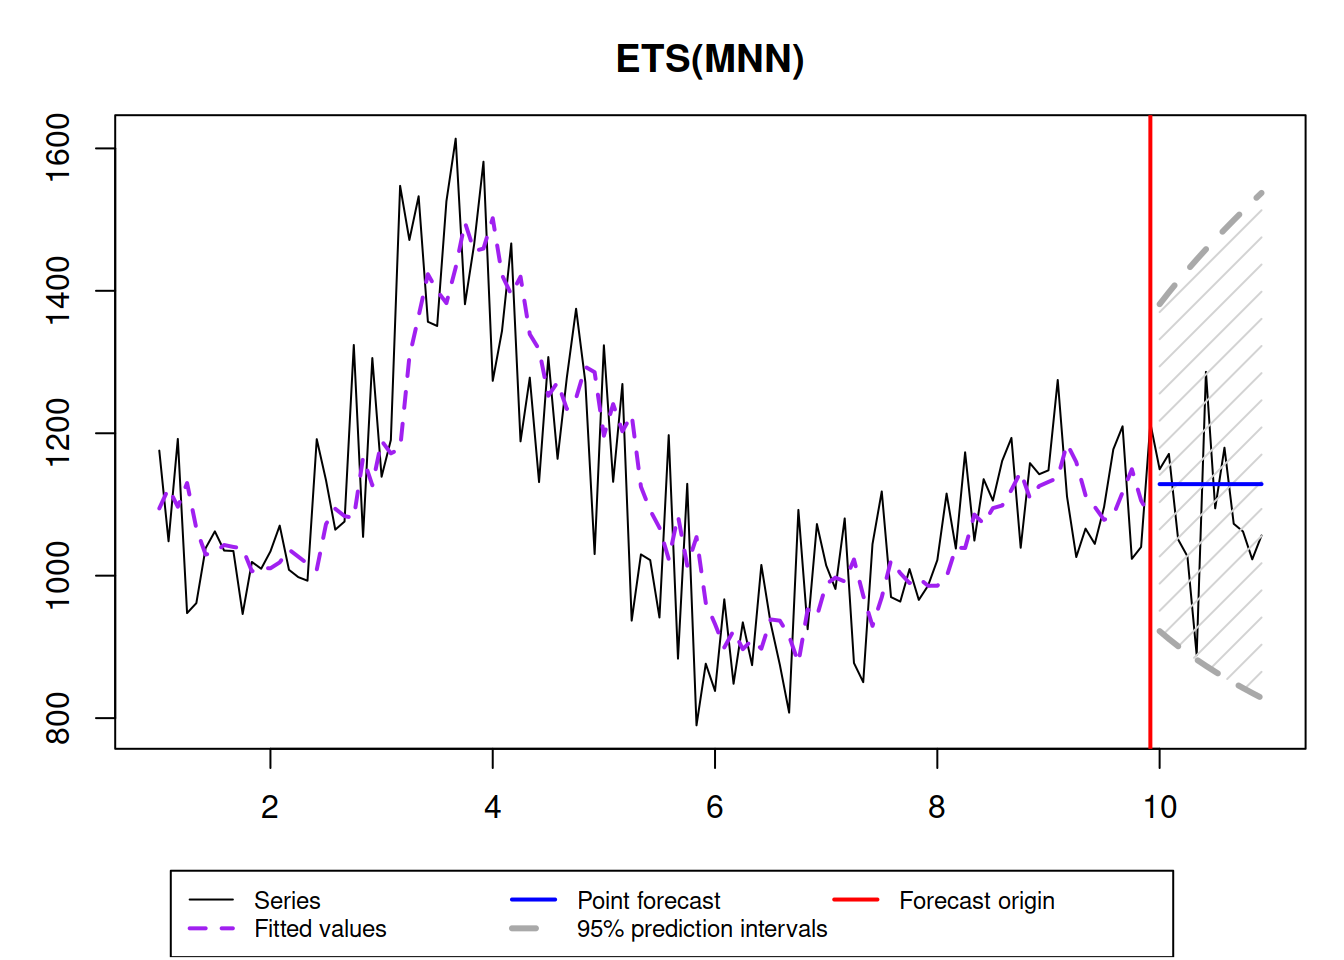 ETS(MNN)
1600
1400
1200
1000
800
2 4 6 8 10
Series Point forecast Forecast origin
Fitted values 95% prediction intervals